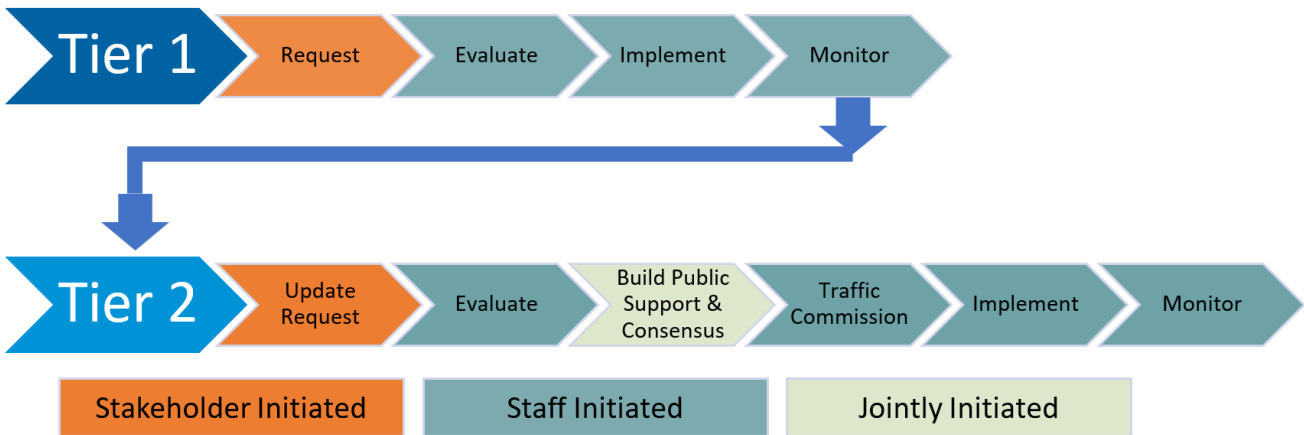 Tier 1
Request
Evaluate
Implement
Monitor
Tier 2
Update
Request
Evaluate
Build Public
Support &
Consensus
Traffic
Commission
Implement
Monitor
Stakeholder Initiated
Staff Initiated
Jointly Initiated